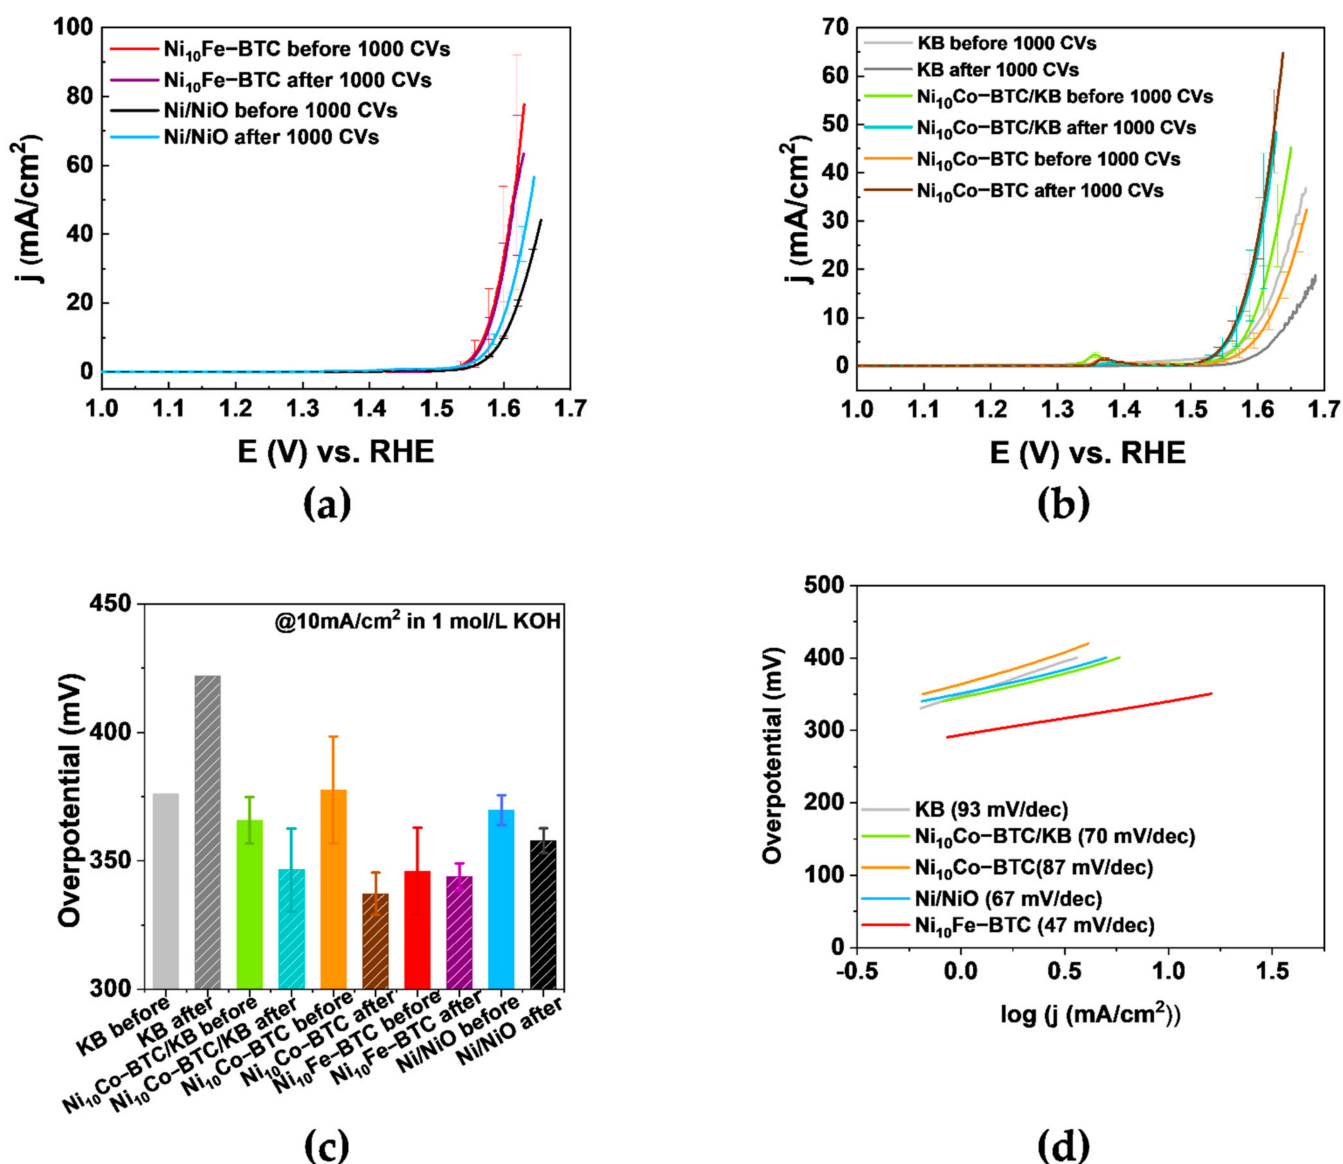 100
80
60
40
20
0
j (mA/cm²)
Ni₁₀Fe−BTC before 1000 CVs
Ni₁₀Fe−BTC after 1000 CVs
Ni/NiO before 1000 CVs
Ni/NiO after 1000 CVs
1.0 1.1 1.2 1.3 1.4 1.5 1.6 1.7
E (V) vs. RHE
(a)
70
60
50
40
30
20
10
0
j (mA/cm²)
KB before 1000 CVs
KB after 1000 CVs
Ni₁₀Co−BTC/KB before 1000 CVs
Ni₁₀Co−BTC/KB after 1000 CVs
Ni₁₀Co−BTC before 1000 CVs
Ni₁₀Co−BTC after 1000 CVs
1.0 1.1 1.2 1.3 1.4 1.5 1.6 1.7
E (V) vs. RHE
(b)
450
400
350
300
Overpotential (mV)
@10mA/cm² in 1 mol/L KOH
KB before
KB after
Ni₁₀Co−BTC/KB before
Ni₁₀Co−BTC/KB after
Ni₁₀Co−BTC before
Ni₁₀Co−BTC after
Ni₁₀Fe−BTC before
Ni₁₀Fe−BTC after
Ni/NiO before
Ni/NiO after
(c)
500
400
300
200
100
0
Overpotential (mV)
KB (93 mV/dec)
Ni₁₀Co−BTC/KB (70 mV/dec)
Ni₁₀Co−BTC(87 mV/dec)
Ni/NiO (67 mV/dec)
Ni₁₀Fe−BTC (47 mV/dec)
-0.5 0.0 0.5 1.0 1.5
log (j (mA/cm²))
(d)